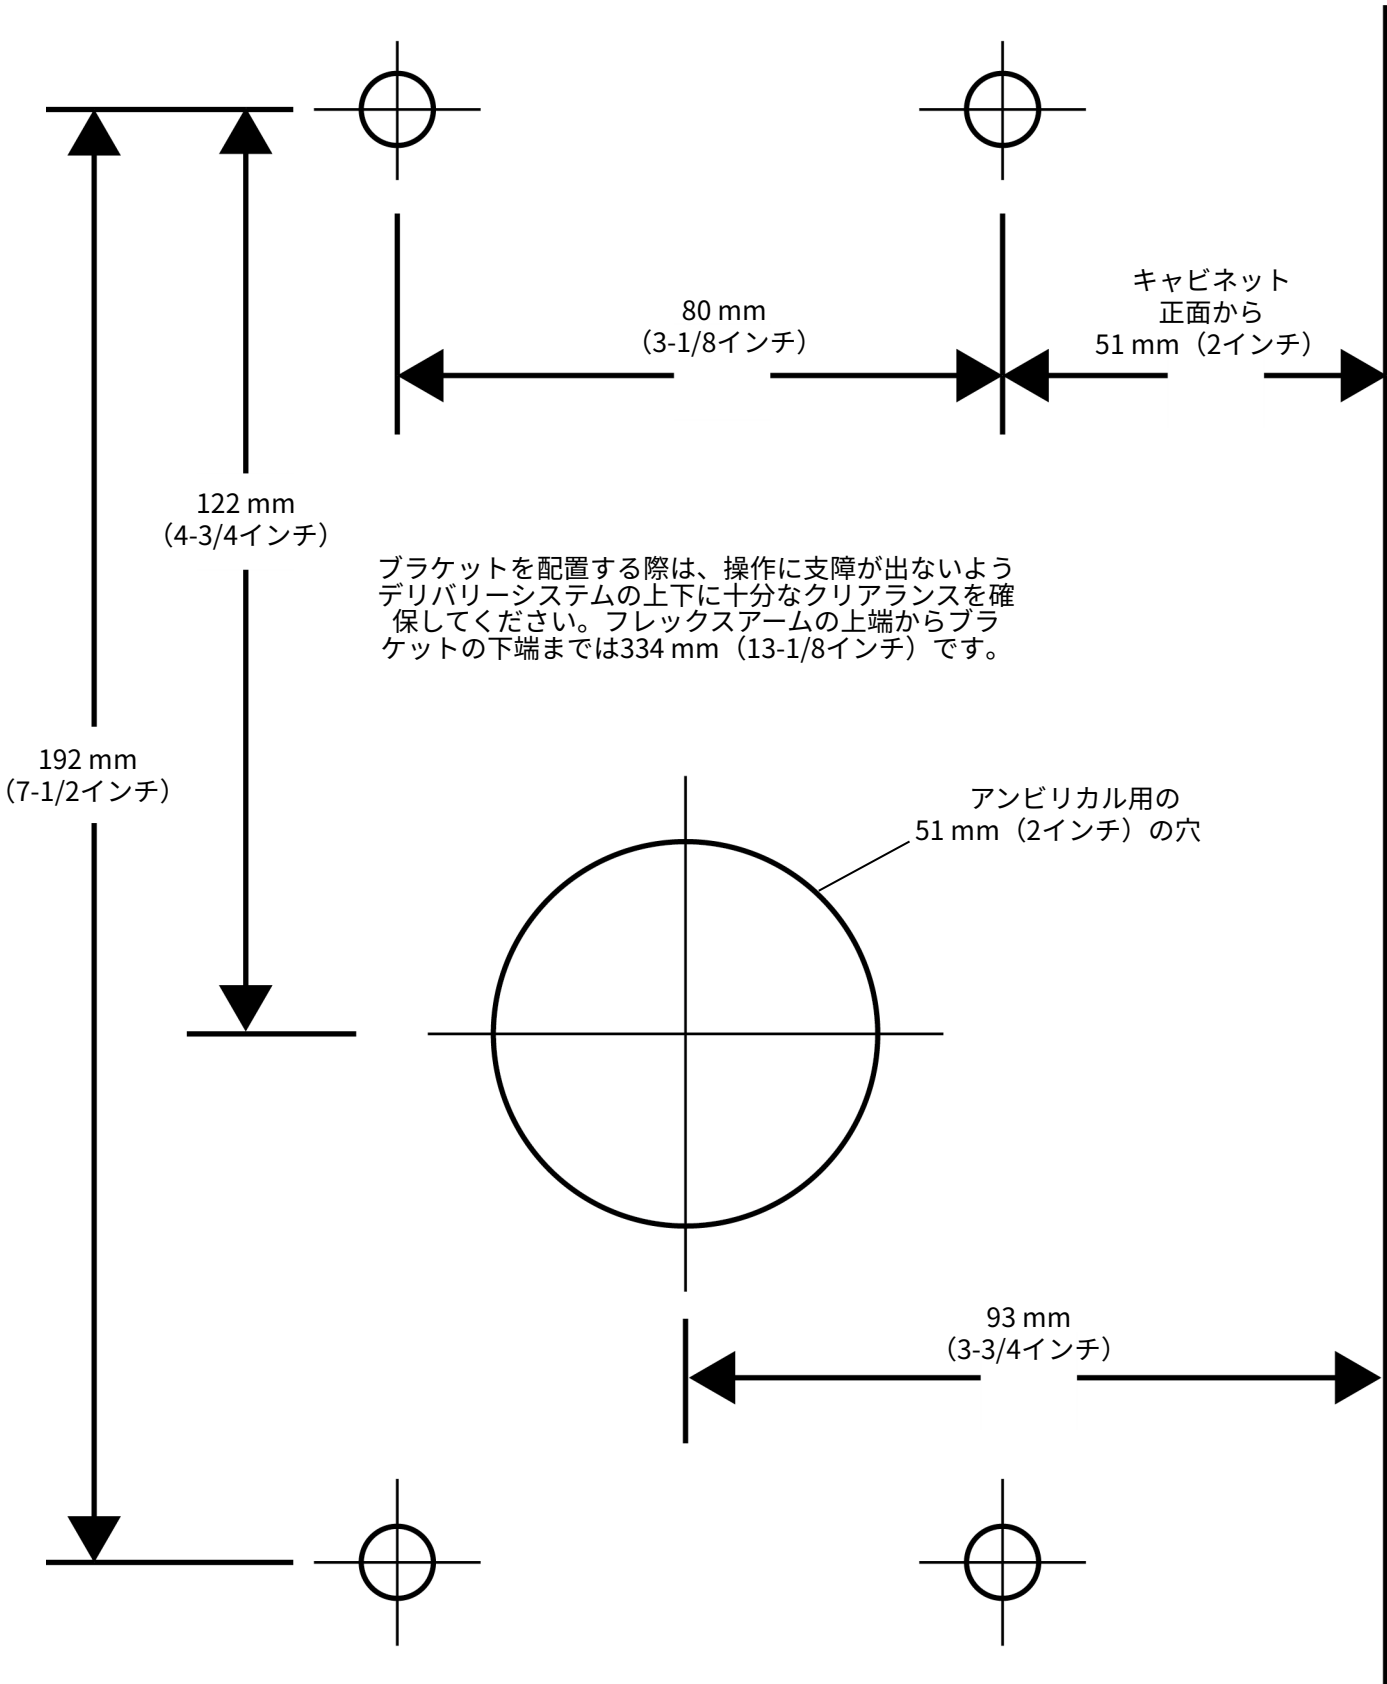 キャビネット
正面から
51 mm（2インチ）
80 mm
（3-1/8インチ）
122 mm
（4-3/4インチ）
ブラケットを配置する際は、操作に支障が出ないよう
デリバリーシステムの上下に十分なクリアランスを確
保してください。フレックスアームの上端からブラ
ケットの下端までは334 mm（13-1/8インチ）です。
192 mm
（7-1/2インチ）
アンビリカル用の
51 mm（2インチ）の穴
93 mm
（3-3/4インチ）